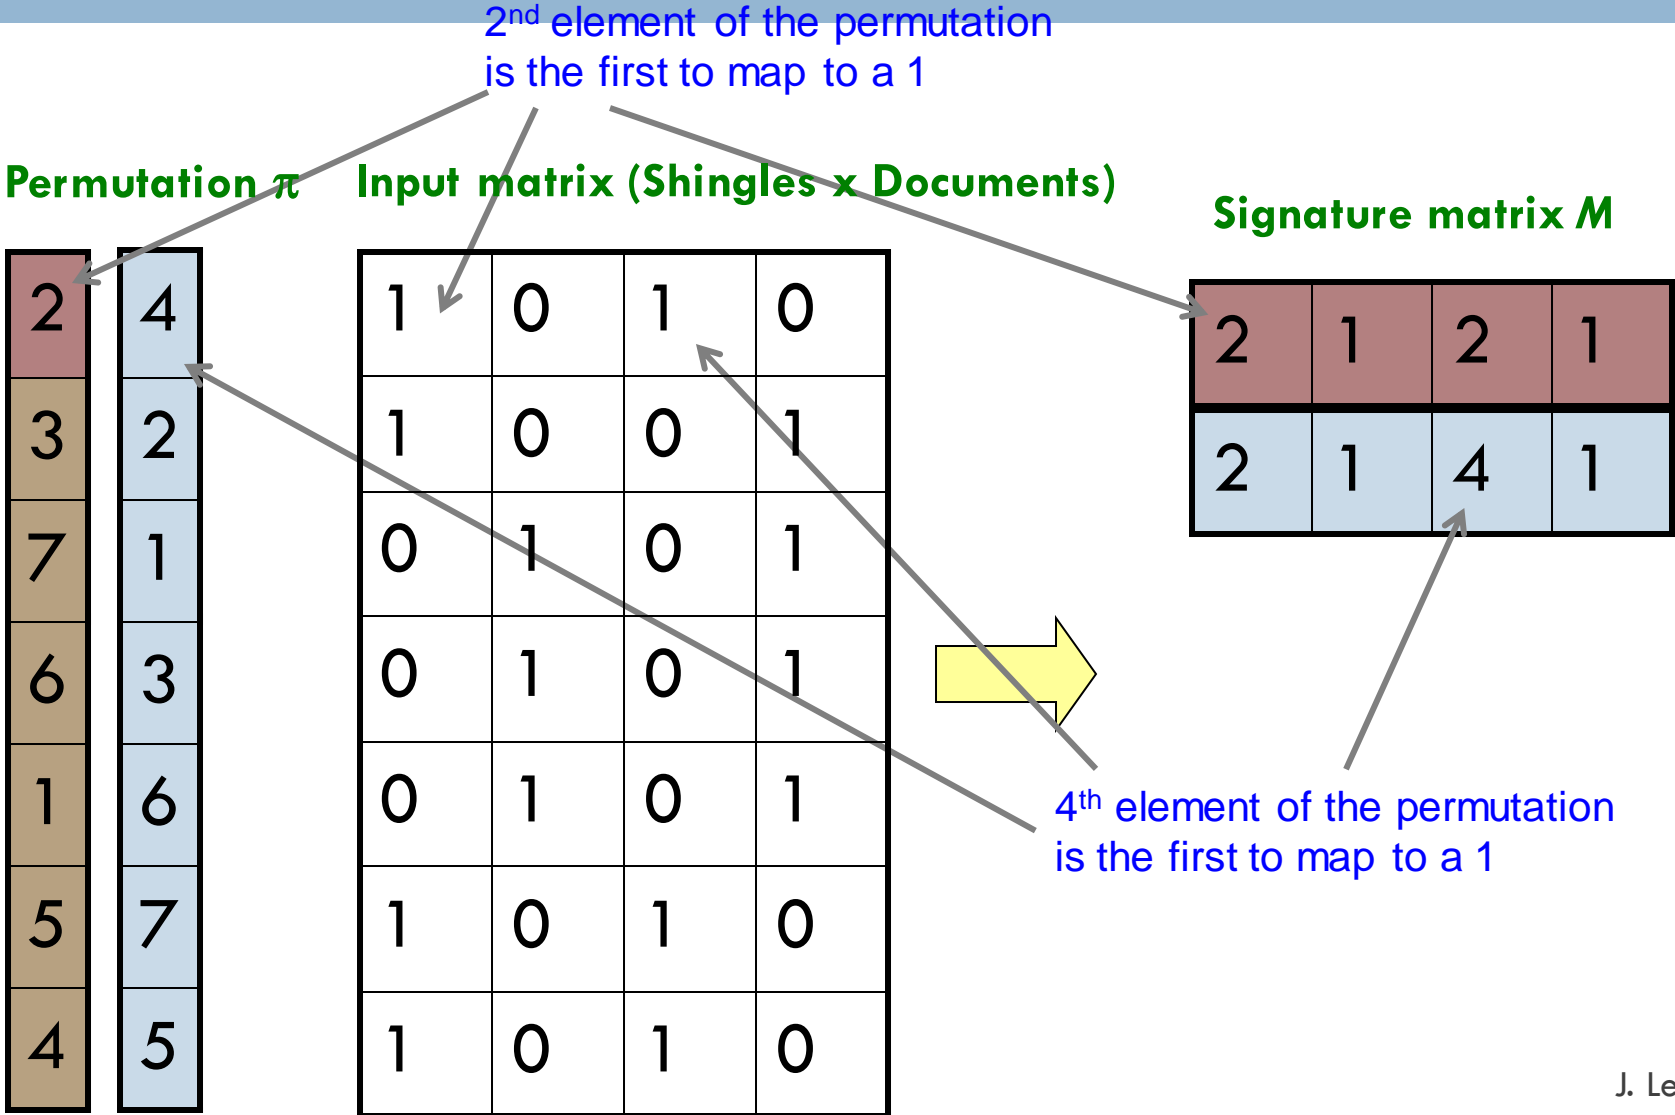 2nd element of the permutation
is the first to map to a 1
Permutation π Input matrix (Shingles x Documents)
Signature matrix M
2 4 1 0 1 0
3 2 1 0 0 1
7 1 0 1 0 1
6 3 0 1 0 1
1 6 0 1 0 1
5 7 1 0 1 0
4 5 1 0 1 0
2 1 2 1
2 1 4 1
4th element of the permutation
is the first to map to a 1
J. Le